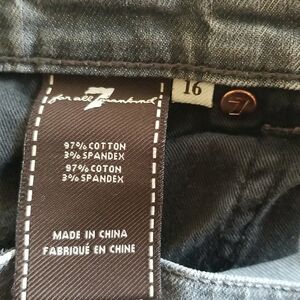 7
for all mankind
16
7
97% COTTON
3% SPANDEX
97% COTON
3% SPANDEX
MADE IN CHINA
FABRIQUÉ EN CHINE